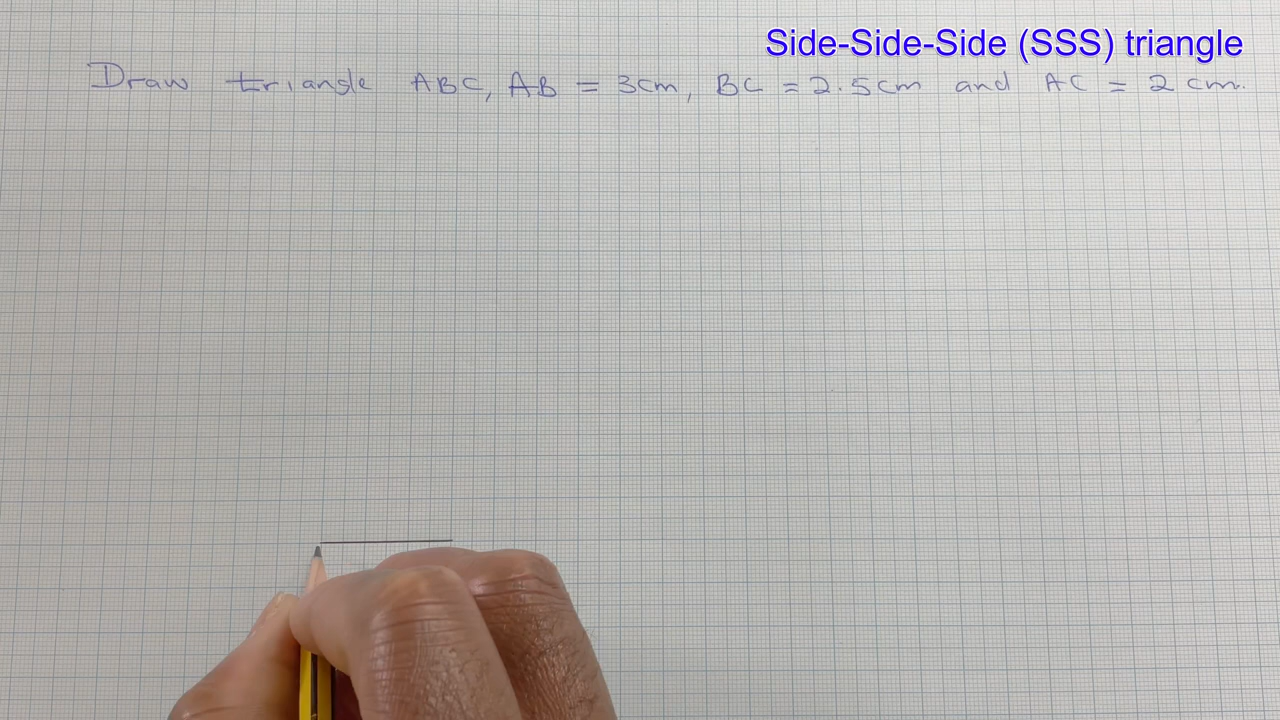 Side-Side-Side (SSS) triangle
Draw triangle ABC, AB = 3cm, BC = 2.5cm and AC = 2 cm.